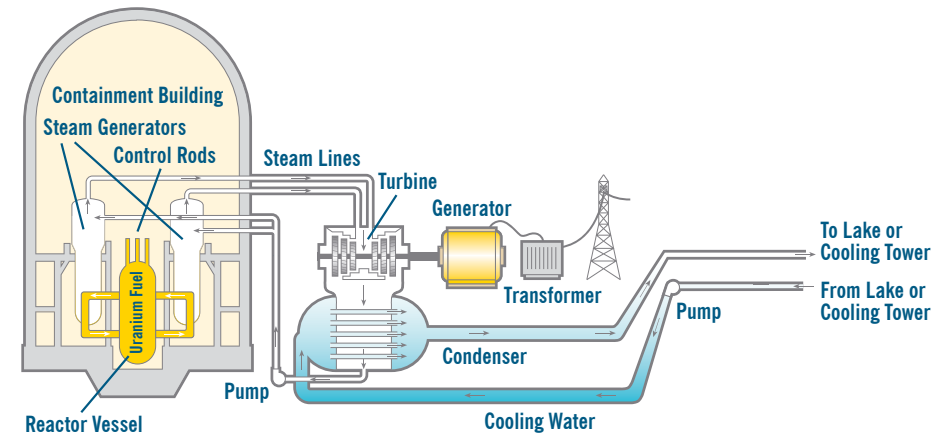 Containment Building
Steam Generators
Control Rods
Steam Lines
Turbine
Generator
Transformer
To Lake or
Cooling Tower
From Lake or
Cooling Tower
Pump
Uranium Fuel
Condenser
Pump
Cooling Water
Reactor Vessel